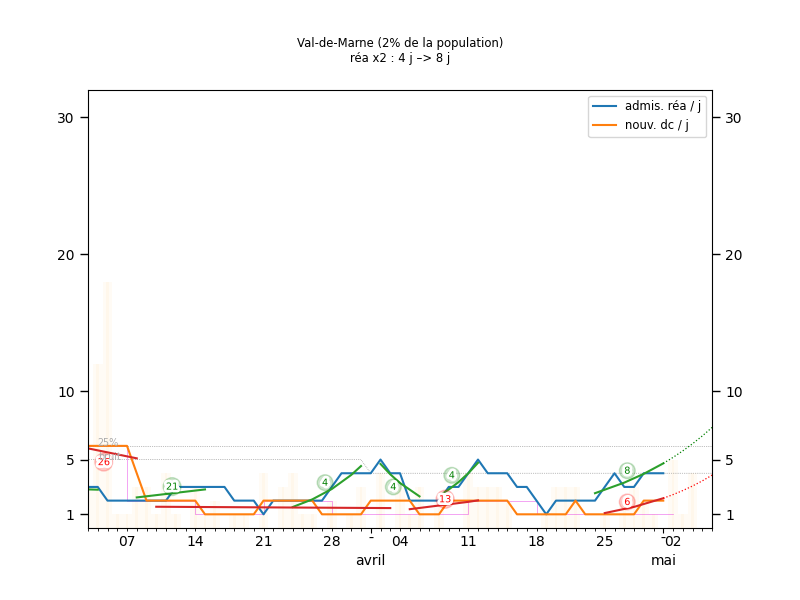 Val-de-Marne (2% de la population)
réa x2 : 4 j –> 8 j
admis. réa / j
nouv. dc / j
30 30
20 20
10 10
5 5
1 1
25%
26
21
4
4
4
13
8
6
07 14 21 28 - 04 11 18 25 -02
avril mai